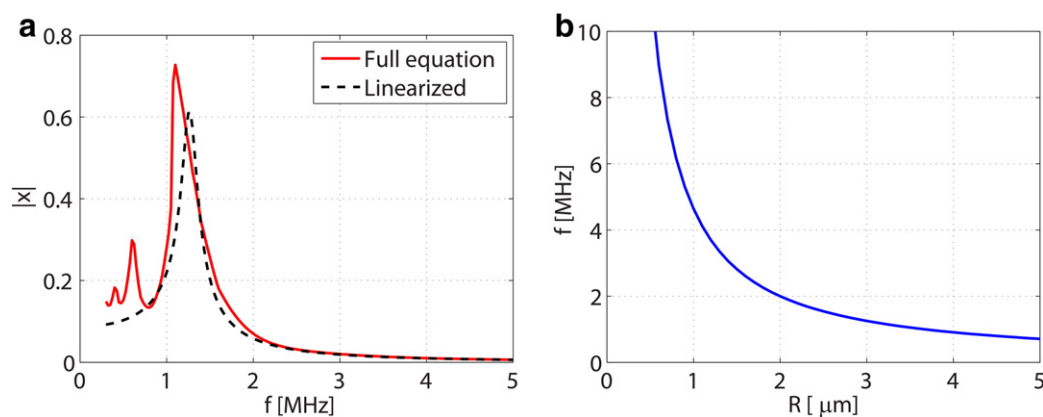 a
0.8
0.6
0.4
0.2
0
|x|
Full equation
Linearized
0 1 2 3 4 5
f [MHz]
b
10
8
6
4
2
0
f [MHz]
0 1 2 3 4 5
R [ μm]